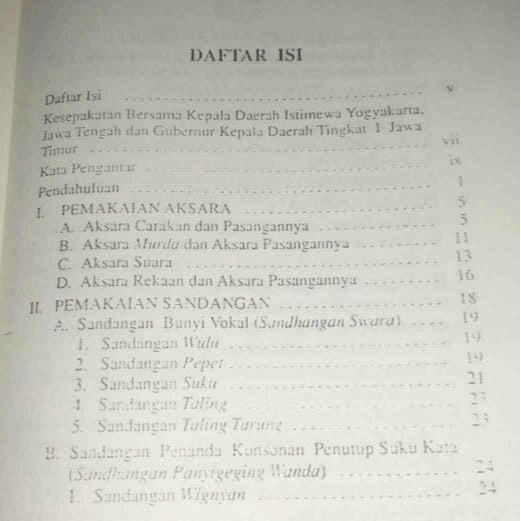 DAFTAR ISI
Daftar Isi . . . . . . . . . . . . . . . . . . . . v
Kesepakatan Bersama Kepala Daerah Istimewa Yogyakarta,
Jawa Tengah dan Gubernur Kepala Daerah Tingkat I Jawa
Timur . . . . . . . . . . . . . . . . . . . . vii
Kata Pengantar . . . . . . . . . . . . . . . . . . . . ix
Pendahuluan . . . . . . . . . . . . . . . . . . . . 1
I. PEMAKAIAN AKSARA . . . . . . . . . . . . . . 5
A. Aksara Carakan dan Pasangannya . . . . . . . . . . 5
B. Aksara Murda dan Aksara Pasangannya . . . . . . . 11
C. Aksara Suara . . . . . . . . . . . . . . . . . . 13
D. Aksara Rekaan dan Aksara Pasangannya . . . . . . . 16
II. PEMAKAIAN SANDANGAN . . . . . . . . . . . . 18
A. Sandangan Bunyi Vokal (Sandhangan Swara) . . . . 19
1. Sandangan Wulu . . . . . . . . . . . . . . . . 19
2. Sandangan Pepet . . . . . . . . . . . . . . . . 19
3. Sandangan Suku . . . . . . . . . . . . . . . . 21
4. Sandangan Taling . . . . . . . . . . . . . . . . 23
5. Sandangan Taling Tarung . . . . . . . . . . . . 23
B. Sandangan Penanda Konsonan Penutup Suku Kata
(Sandhangan Panyigeging Wanda) . . . . . . . . . 24
1. Sandangan Wignyan . . . . . . . . . . . . . . . 24